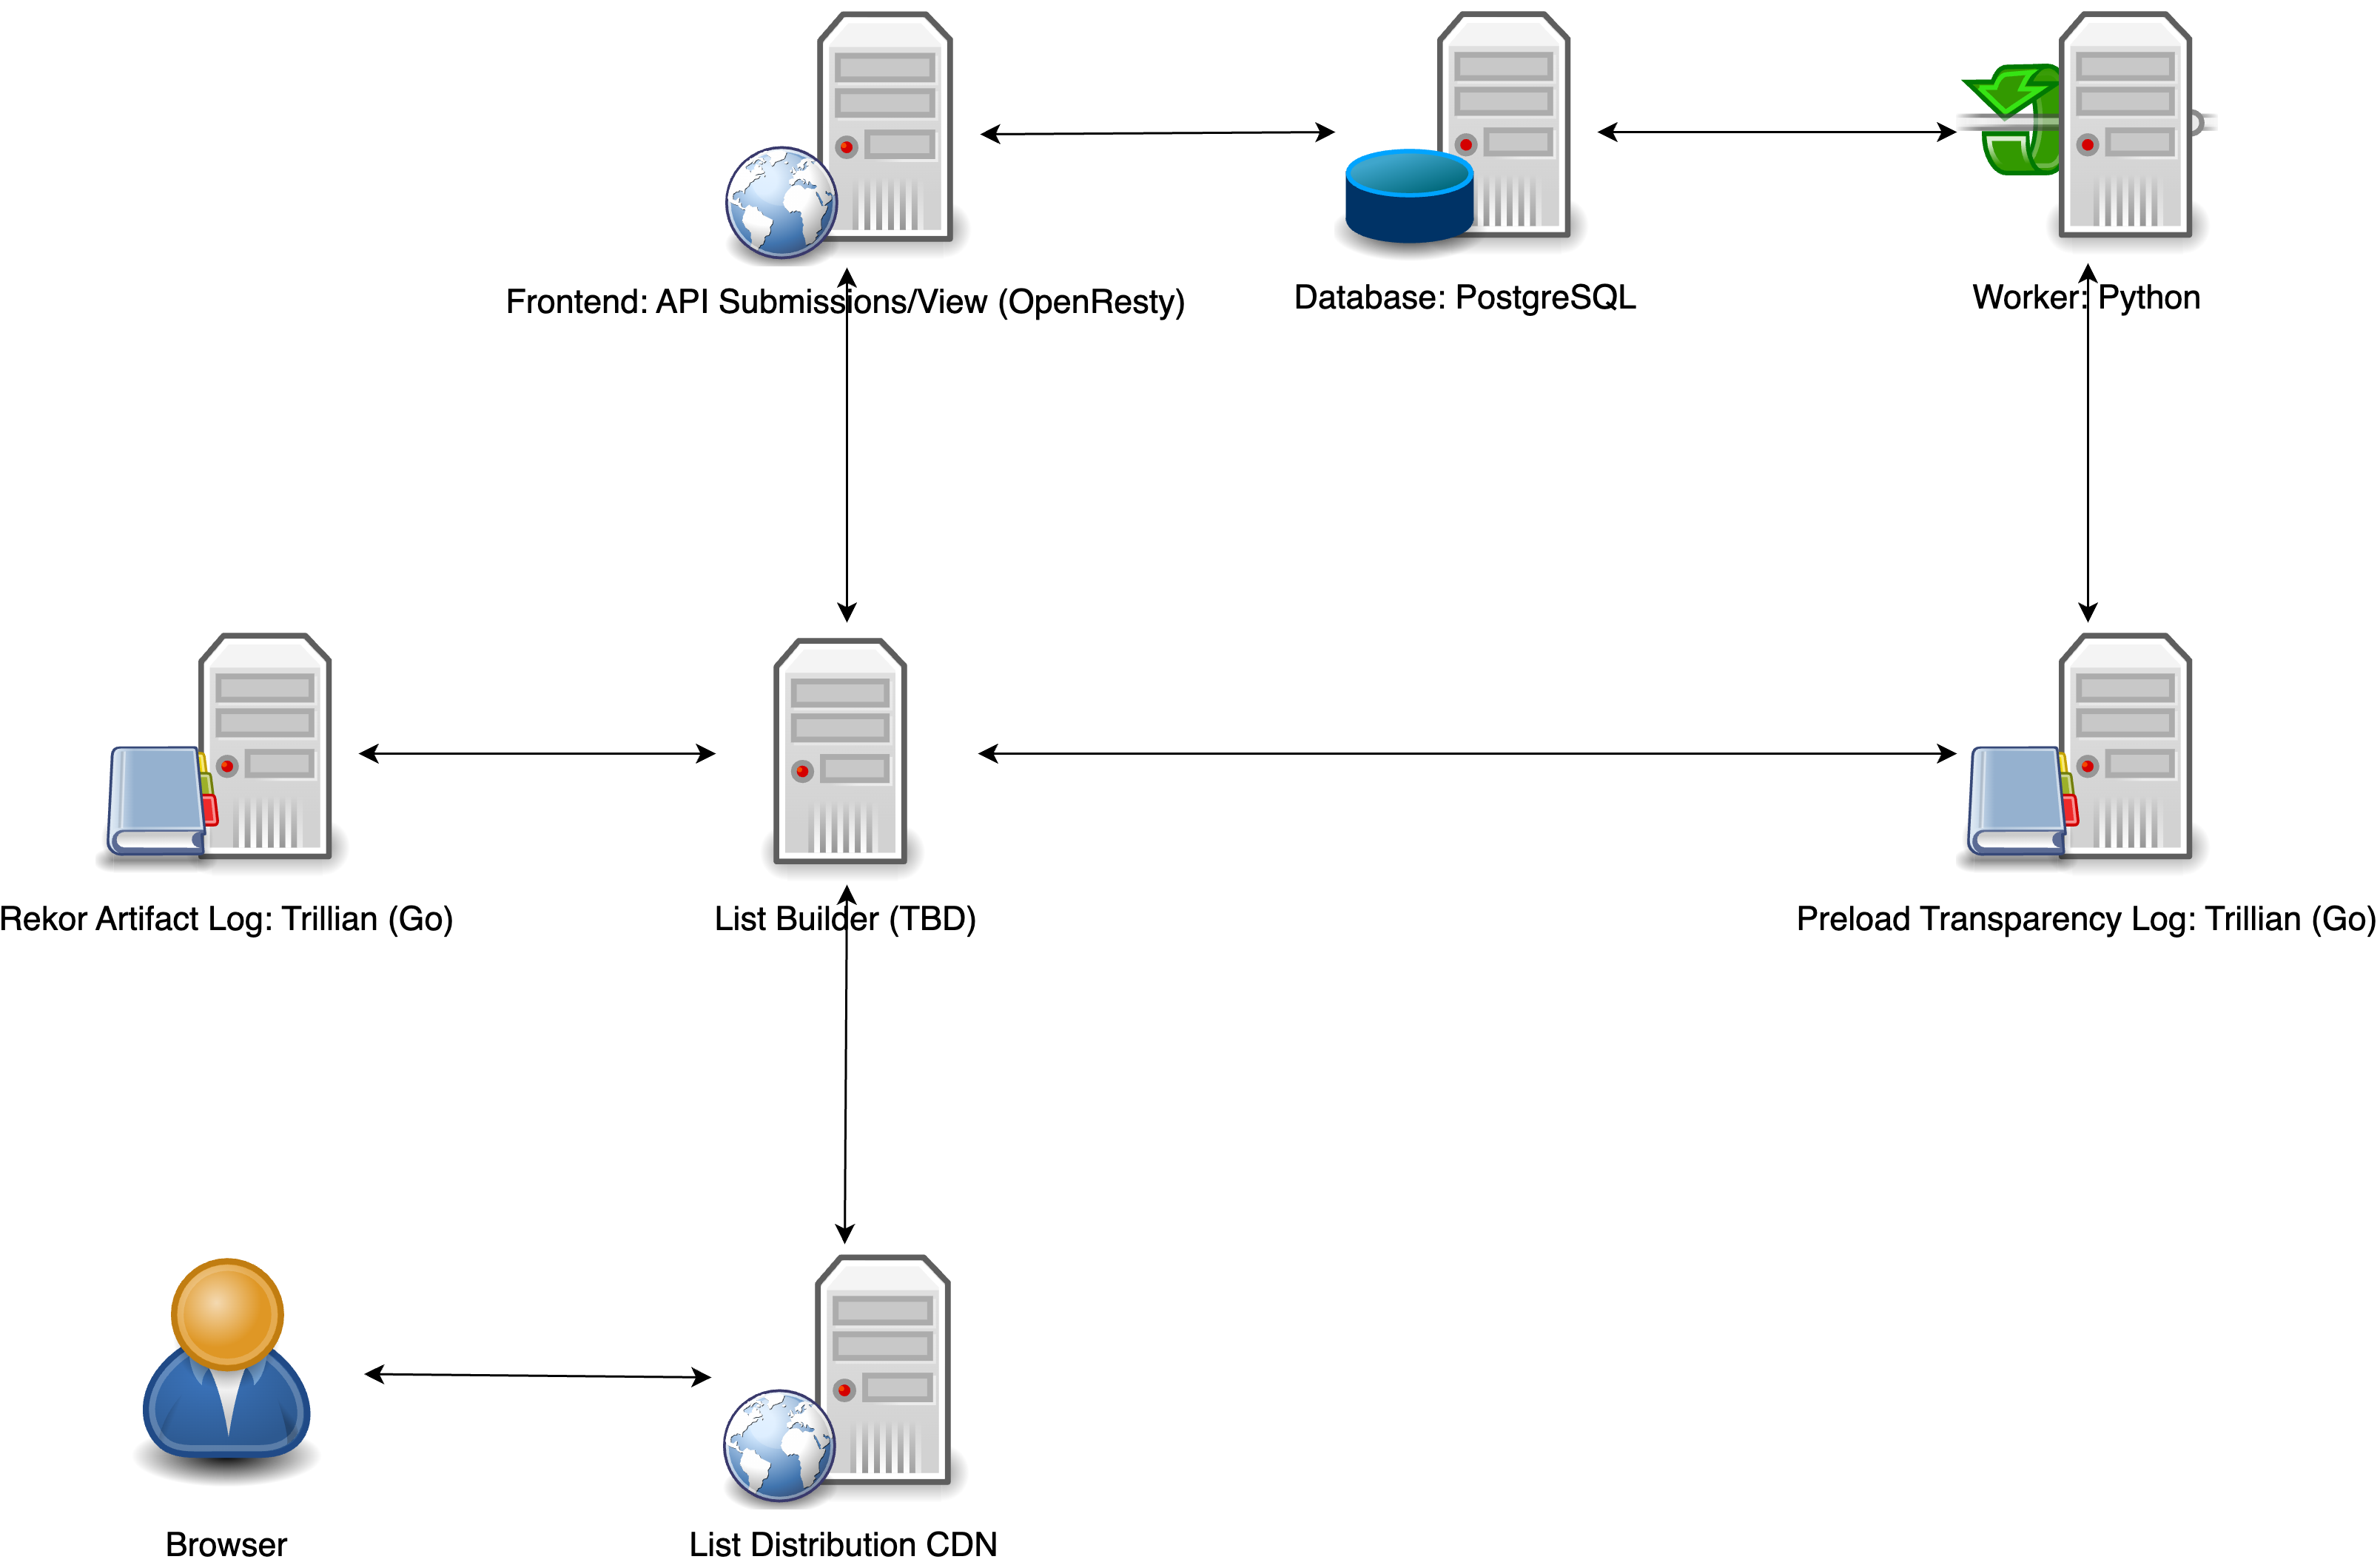 Frontend: API Submissions/View (OpenResty)
Database: PostgreSQL
Worker: Python
Rekor Artifact Log: Trillian (Go)
List Builder (TBD)
Preload Transparency Log: Trillian (Go)
Browser
List Distribution CDN